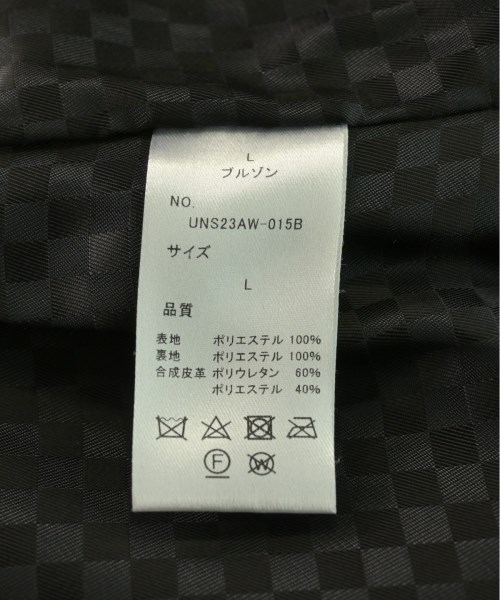 L
ブルゾン
NO.
UNS23AW-015B
サイズ
L
品質
表地 ポリエステル 100%
裏地 ポリエステル 100%
合成皮革 ポリウレタン 60%
ポリエステル 40%
F
W